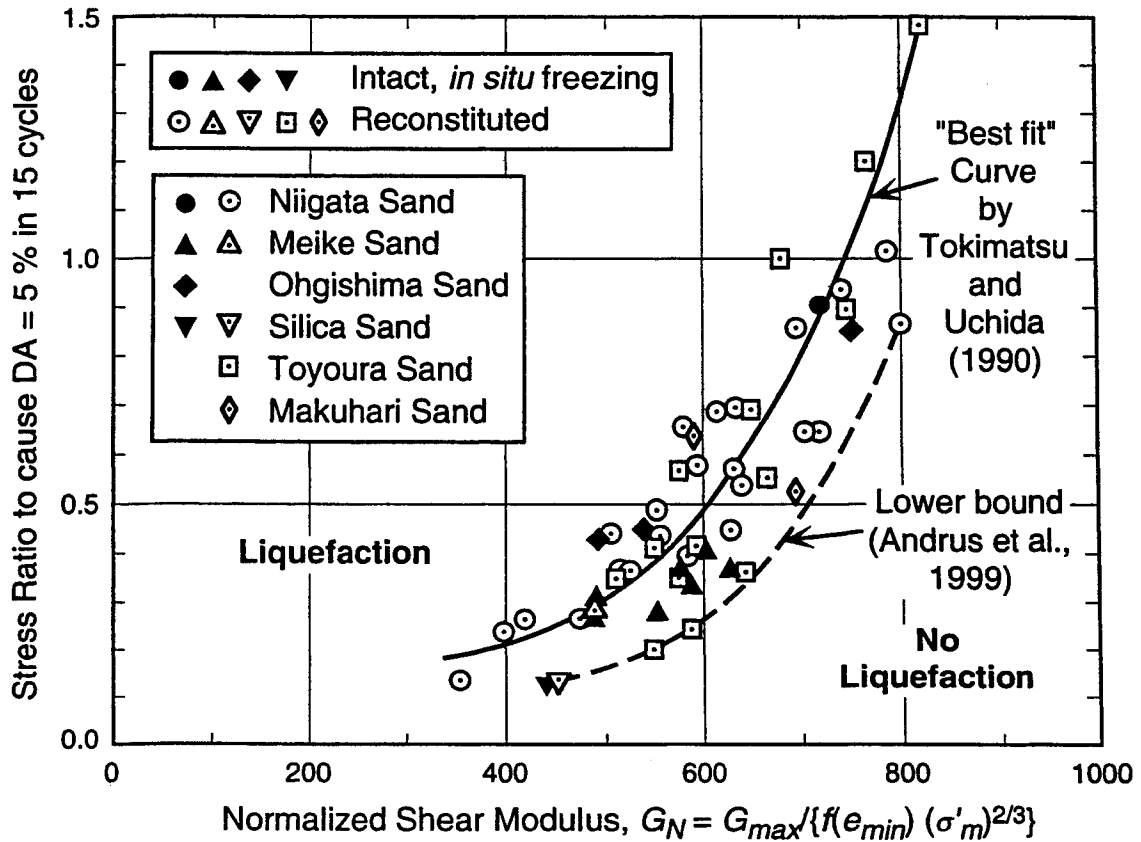 Stress Ratio to cause DA = 5 % in 15 cycles
1.5
1.0
0.5
0.0
Intact, in situ freezing
Reconstituted
Niigata Sand
Meike Sand
Ohgishima Sand
Silica Sand
Toyoura Sand
Makuhari Sand
"Best fit"
Curve
by
Tokimatsu
and
Uchida
(1990)
Lower bound
(Andrus et al.,
1999)
Liquefaction
No
Liquefaction
0 200 400 600 800 1000
Normalized Shear Modulus, G_N = G_max/{f(e_min) (σ'_m)^2/3}